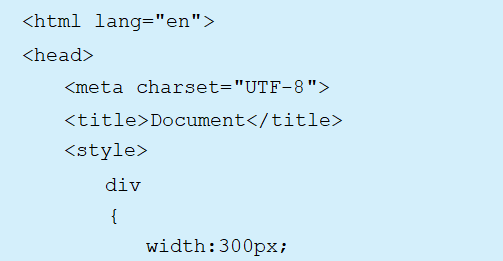 <html lang="en">
<head>
<meta charset="UTF-8">
<title>Document</title>
<style>
div
{
width:300px;